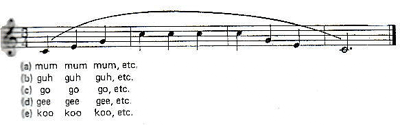 (a) mum mum mum, etc.
(b) guh guh guh, etc.
(c) go go go, etc.
(d) gee gee gee, etc.
(e) koo koo koo, etc.